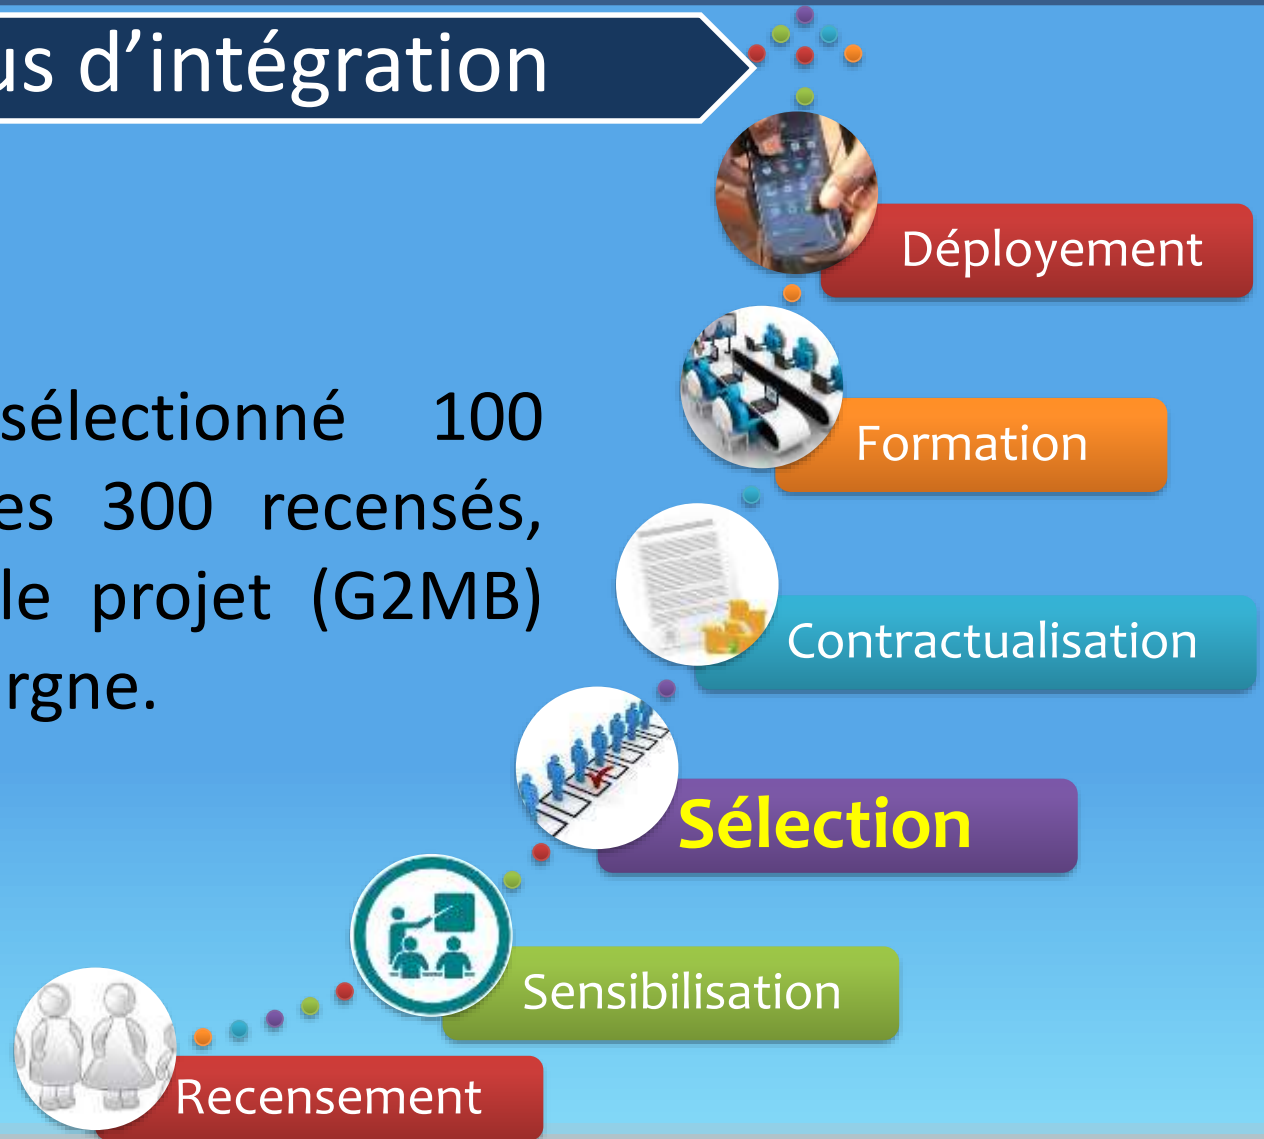 us d’intégration
sélectionné 100
es 300 recensés,
le projet (G2MB)
rgne.
Déployement
Formation
Contractualisation
Sélection
Sensibilisation
Recensement